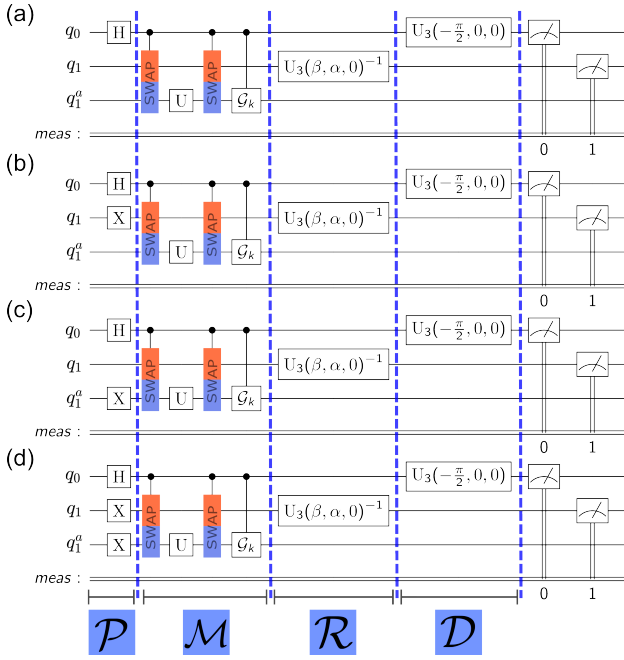 (a)
q₀ H U₃(−π/2, 0, 0)
q₁ SWAP SWAP U₃(β, α, 0)⁻¹
q₁ᵃ U 𝒢ₖ
meas :
0 1
(b)
q₀ H U₃(−π/2, 0, 0)
q₁ X SWAP SWAP U₃(β, α, 0)⁻¹
q₁ᵃ U 𝒢ₖ
meas :
0 1
(c)
q₀ H U₃(−π/2, 0, 0)
q₁ SWAP SWAP U₃(β, α, 0)⁻¹
q₁ᵃ X U 𝒢ₖ
meas :
0 1
(d)
q₀ H U₃(−π/2, 0, 0)
q₁ X SWAP SWAP U₃(β, α, 0)⁻¹
q₁ᵃ X U 𝒢ₖ
meas :
0 1
𝒫 ℳ ℛ 𝒟